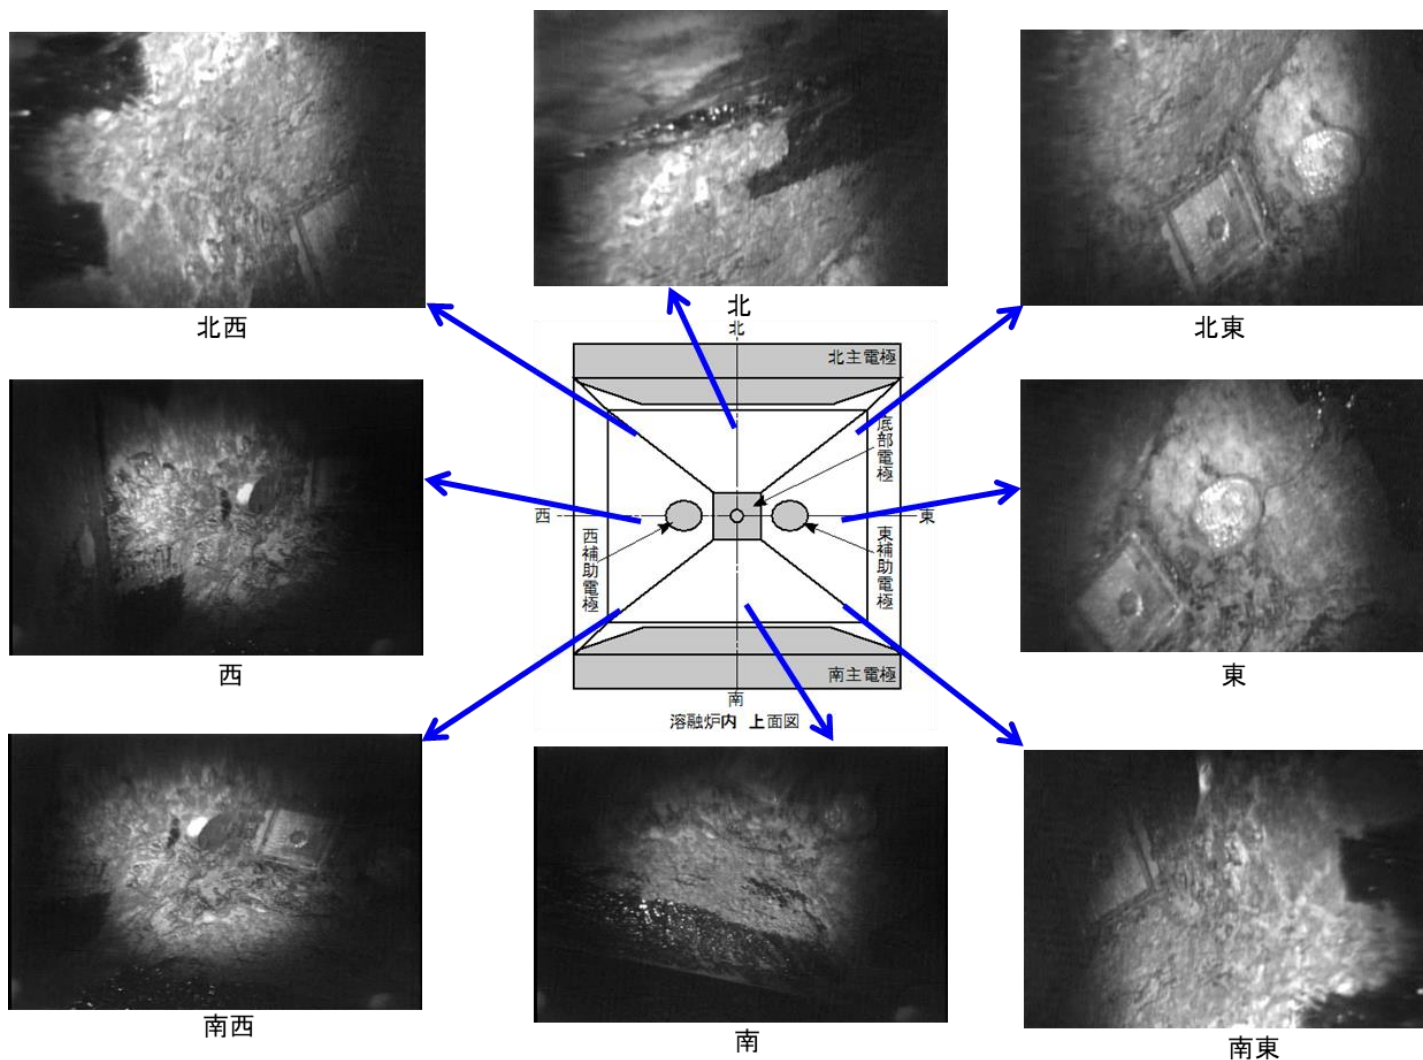 北西
北
北東
北
北主電極
底部電極
西
東
西補助電極
東補助電極
西
東
南主電極
南
溶融炉内 上面図
南西
南
南東